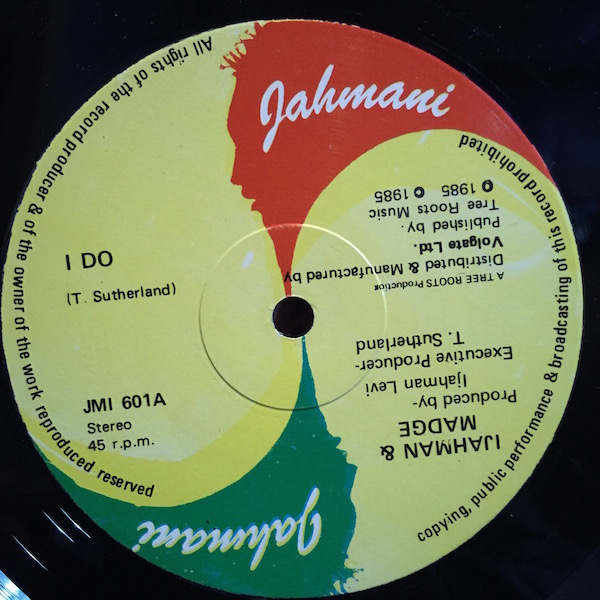 Jahmani
I DO
(T. Sutherland)
JMI 601A
Stereo
45 r.p.m.
IJAHMAN &
MADGE
Produced by-
Ijahman Levi
Executive Producer-
T. Sutherland
A TREE ROOTS Production
Distributed & Manufactured by
Volgate Ltd.
Published by.
Tree Roots Music
℗ 1985 © 1985
Jahmani
All rights of the record producer & of the owner of the work reproduced reserved
copying, public performance & broadcasting of this record prohibited